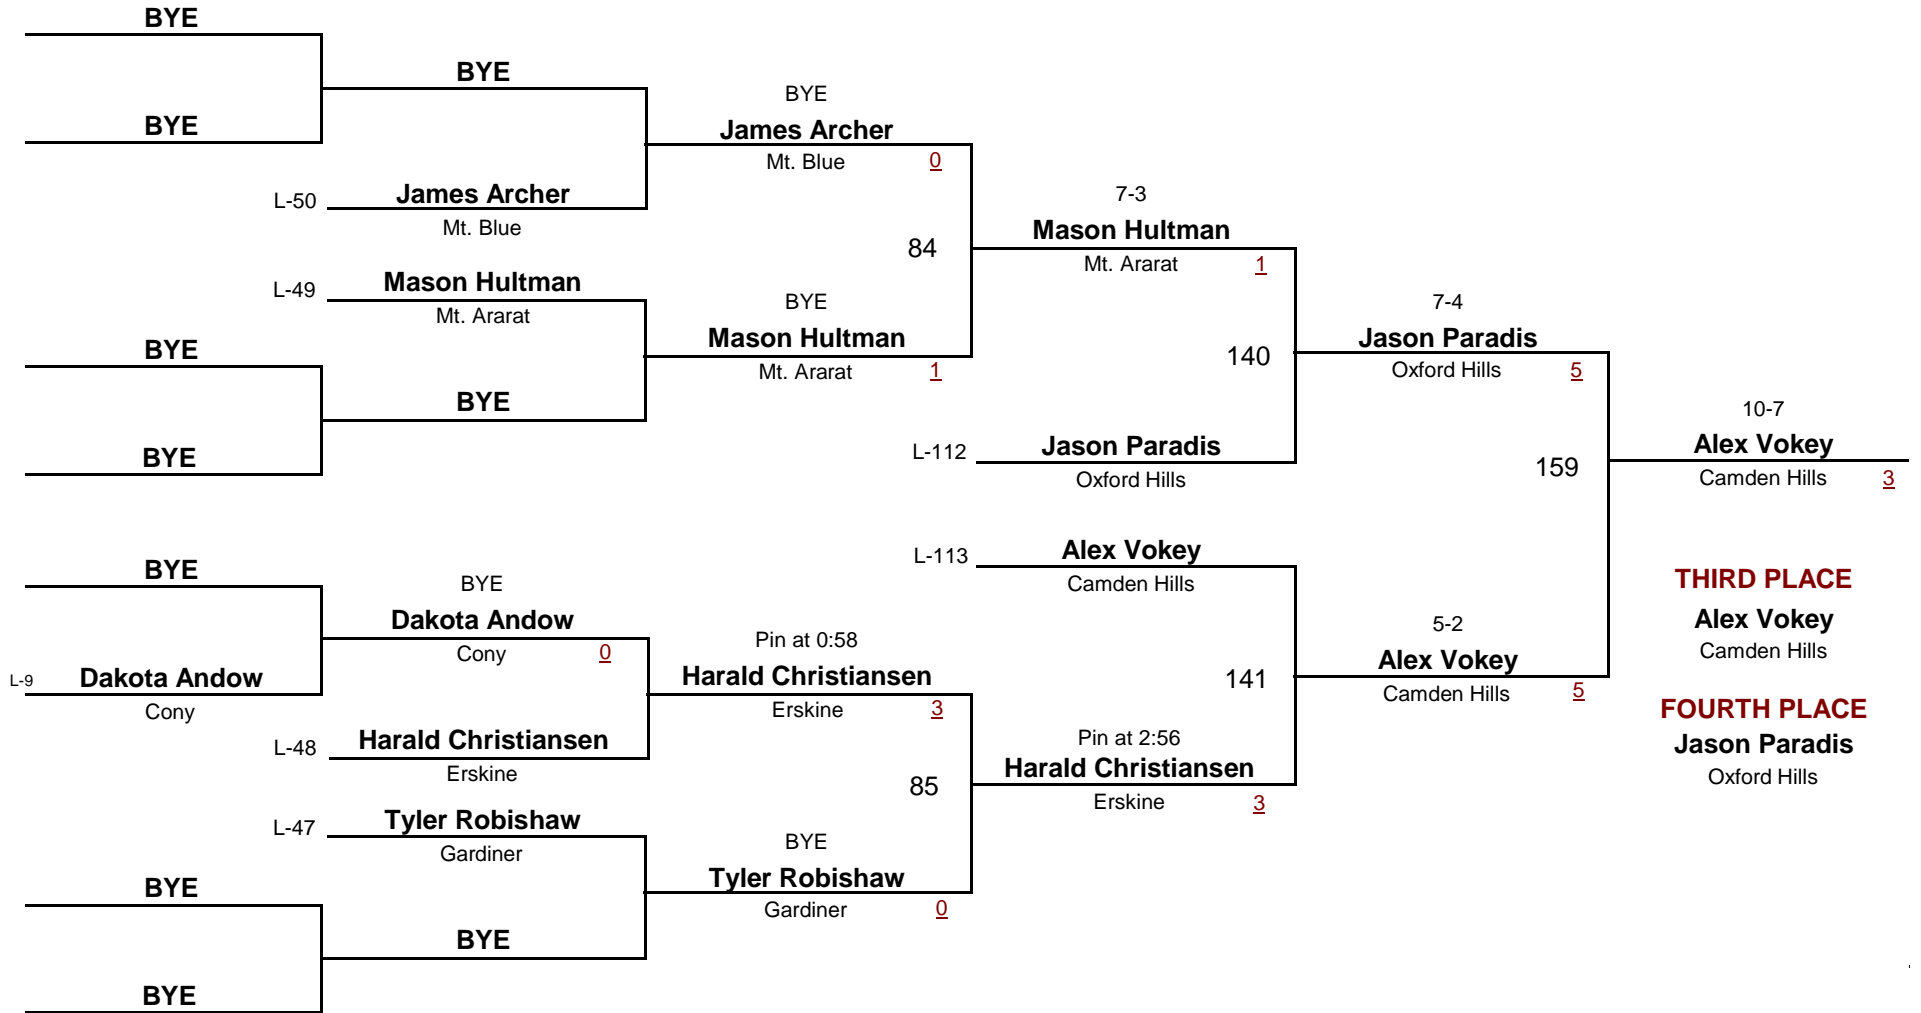 BYE
BYE
BYE
L-50 James Archer
Mt. Blue
L-49 Mason Hultman
Mt. Ararat
BYE
BYE
BYE
BYE
L-9 Dakota Andow
Cony
BYE
Dakota Andow
Cony 0
L-48 Harald Christiansen
Erskine
L-47 Tyler Robishaw
Gardiner
BYE
BYE
BYE
BYE
James Archer
Mt. Blue 0
84
BYE
Mason Hultman
Mt. Ararat 1
Pin at 0:58
Harald Christiansen
Erskine 3
85
BYE
Tyler Robishaw
Gardiner 0
7-3
Mason Hultman
Mt. Ararat 1
140
L-112 Jason Paradis
Oxford Hills
L-113 Alex Vokey
Camden Hills
141
Pin at 2:56
Harald Christiansen
Erskine 3
7-4
Jason Paradis
Oxford Hills 5
159
5-2
Alex Vokey
Camden Hills 5
10-7
Alex Vokey
Camden Hills 3
THIRD PLACE
Alex Vokey
Camden Hills
FOURTH PLACE
Jason Paradis
Oxford Hills